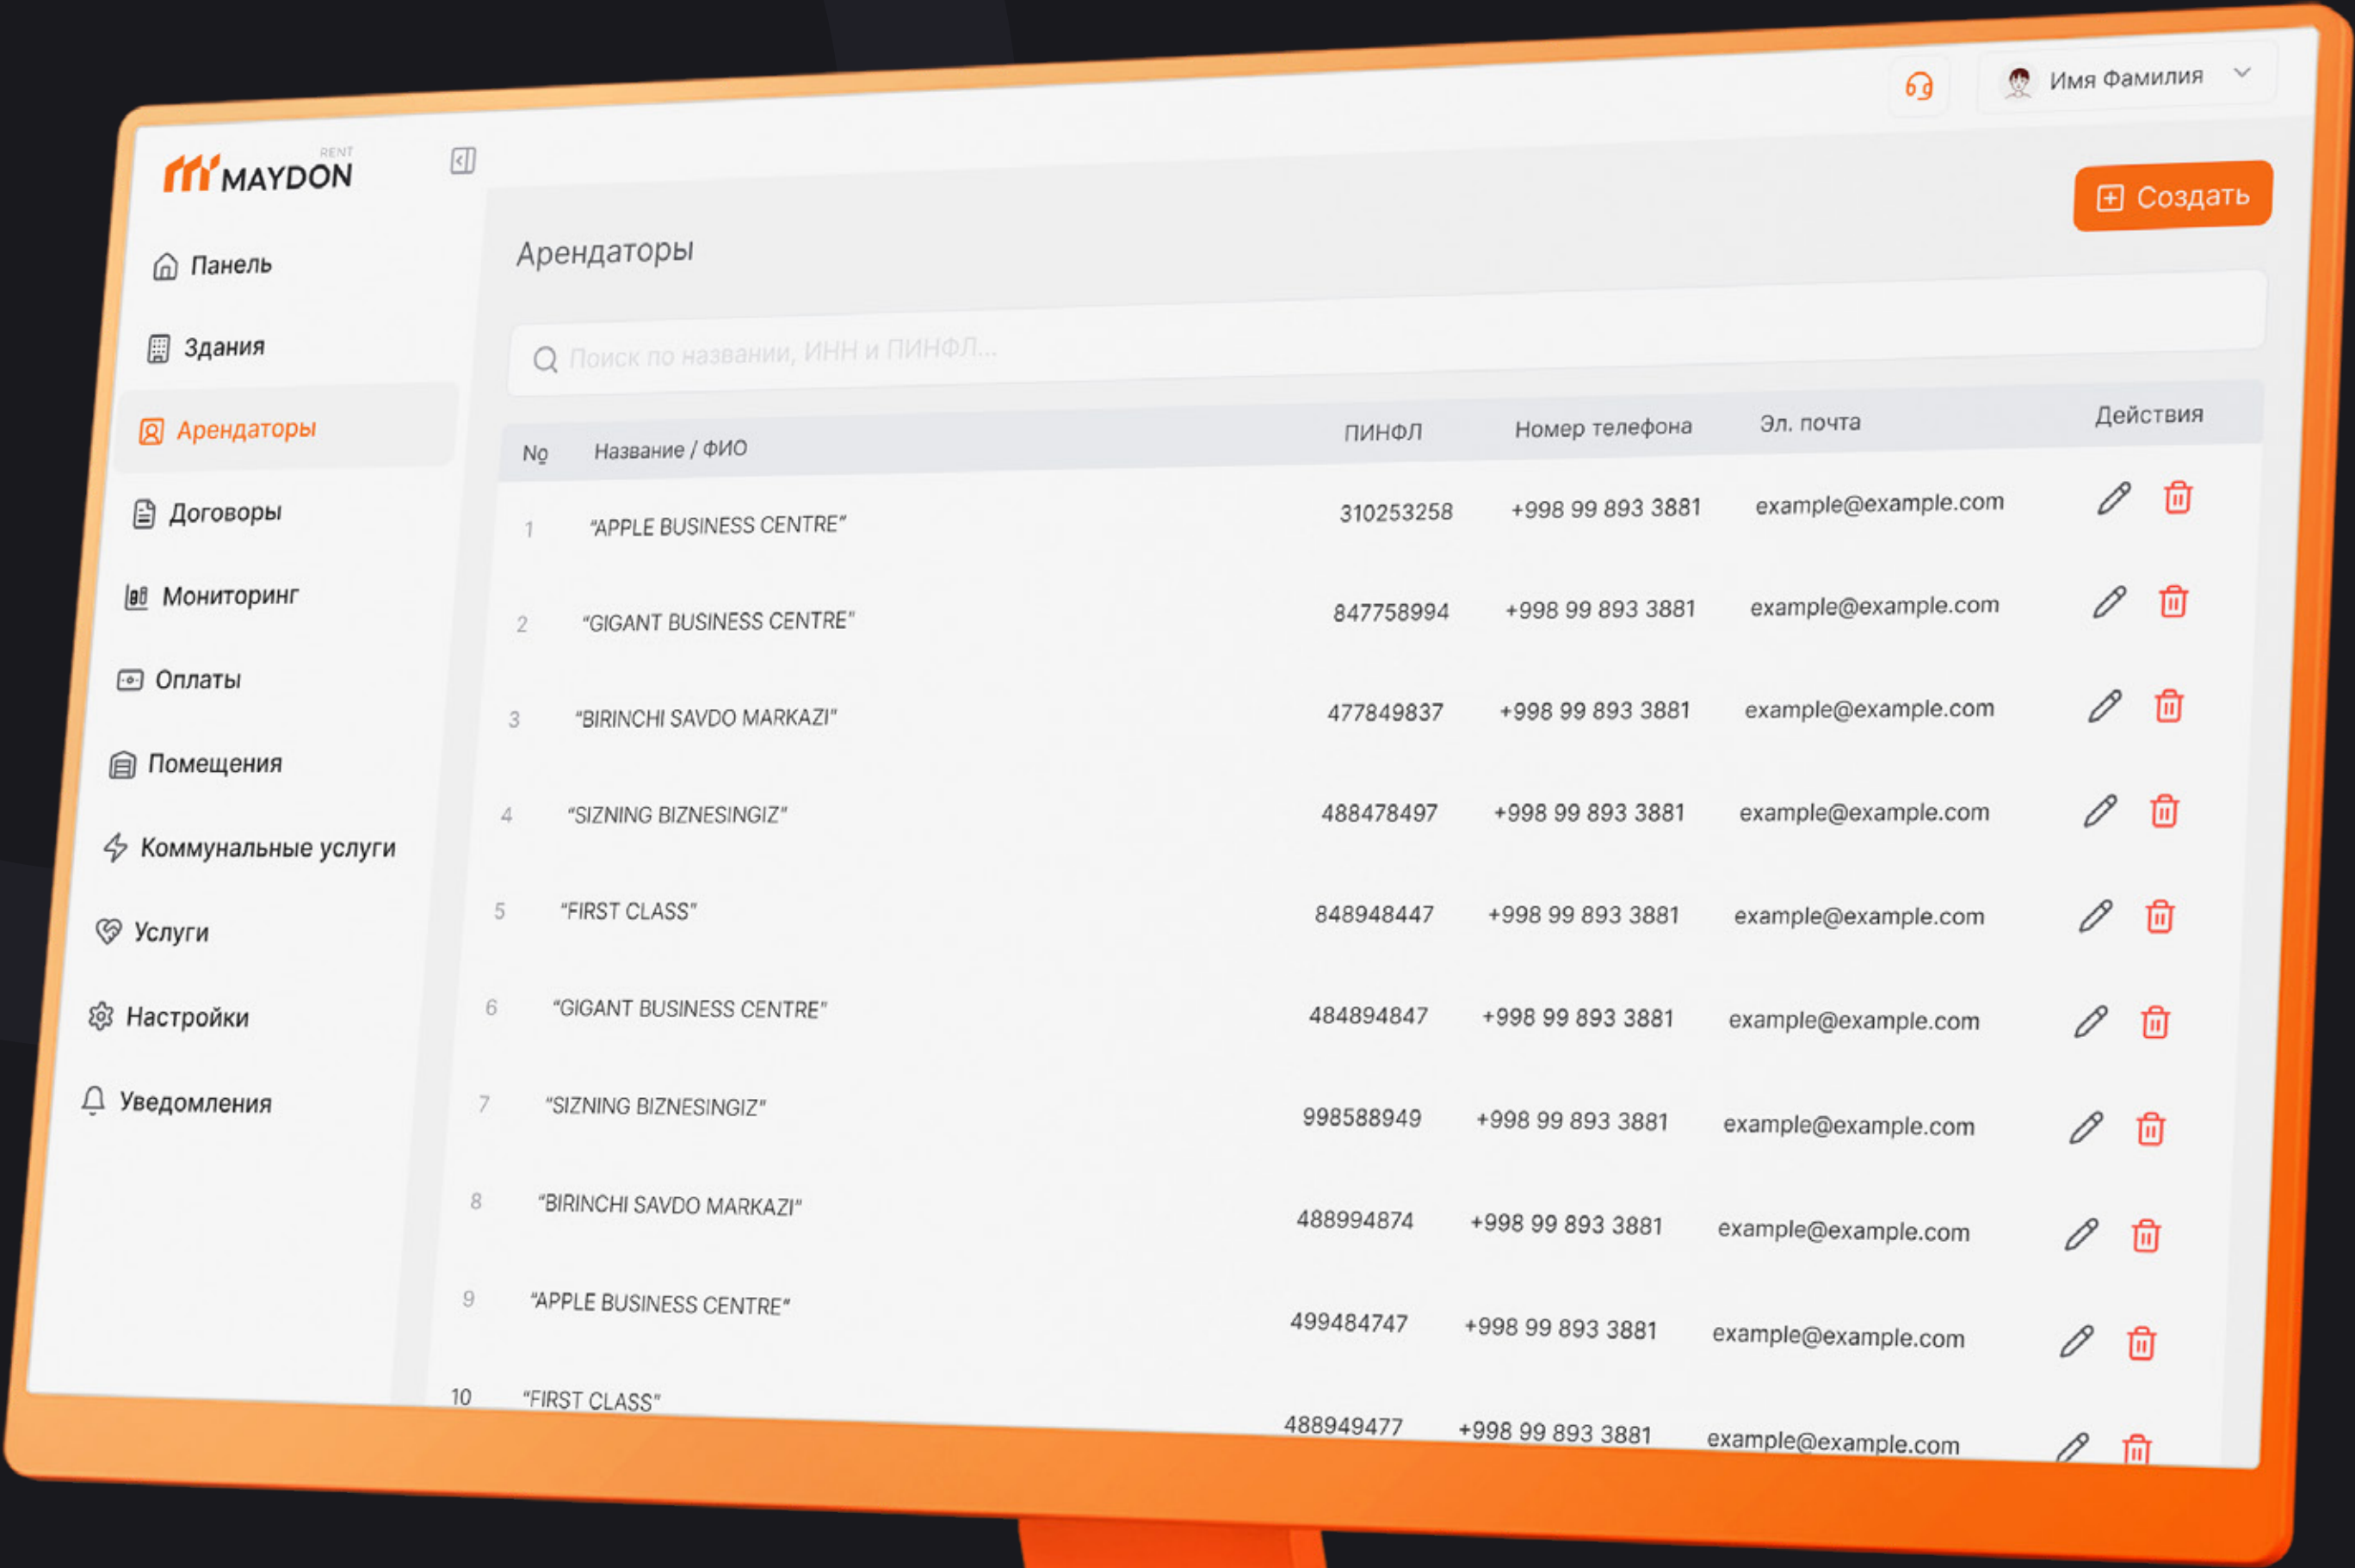 RENT
MAYDON
Имя Фамилия
Панель
Здания
Арендаторы
Договоры
Мониторинг
Оплаты
Помещения
Коммунальные услуги
Услуги
Настройки
Уведомления
Арендаторы
Создать
Поиск по названии, ИНН и ПИНФЛ...
№ Название / ФИО ПИНФЛ Номер телефона Эл. почта Действия
1 “APPLE BUSINESS CENTRE” 310253258 +998 99 893 3881 example@example.com
2 “GIGANT BUSINESS CENTRE” 847758994 +998 99 893 3881 example@example.com
3 “BIRINCHI SAVDO MARKAZI” 477849837 +998 99 893 3881 example@example.com
4 “SIZNING BIZNESINGIZ” 488478497 +998 99 893 3881 example@example.com
5 “FIRST CLASS” 848948447 +998 99 893 3881 example@example.com
6 “GIGANT BUSINESS CENTRE” 484894847 +998 99 893 3881 example@example.com
7 “SIZNING BIZNESINGIZ” 998588949 +998 99 893 3881 example@example.com
8 “BIRINCHI SAVDO MARKAZI” 488994874 +998 99 893 3881 example@example.com
9 “APPLE BUSINESS CENTRE” 499484747 +998 99 893 3881 example@example.com
10 “FIRST CLASS” 488949477 +998 99 893 3881 example@example.com